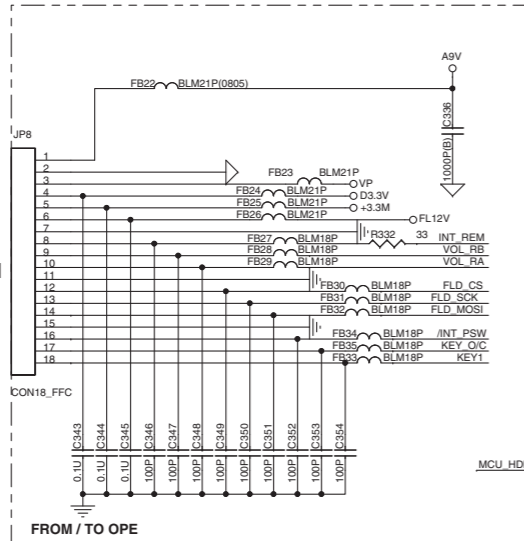 A9V
FB22 BLM21P(0805)
C336
1000P(B)
JP8
1
2
3 FB23 BLM21P VP
4 FB24 BLM21P D3.3V
5 FB25 BLM21P +3.3M
6 FB26 BLM21P FL12V
7
8 FB27 BLM18P R332 33 INT_REM
9 FB28 BLM18P VOL_RB
10 FB29 BLM18P VOL_RA
11
12 FB30 BLM18P FLD_CS
13 FB31 BLM18P FLD_SCK
14 FB32 BLM18P FLD_MOSI
15
16 FB34 BLM18P /INT_PSW
17 FB35 BLM18P KEY_O/C
18 FB33 BLM18P KEY1
CON18_FFC
C343 C344 C345 C346 C347 C348 C349 C350 C351 C352 C353 C354
0.1U 0.1U 0.1U 100P 100P 100P 100P 100P 100P 100P 100P 100P
MCU_HD
FROM / TO OPE